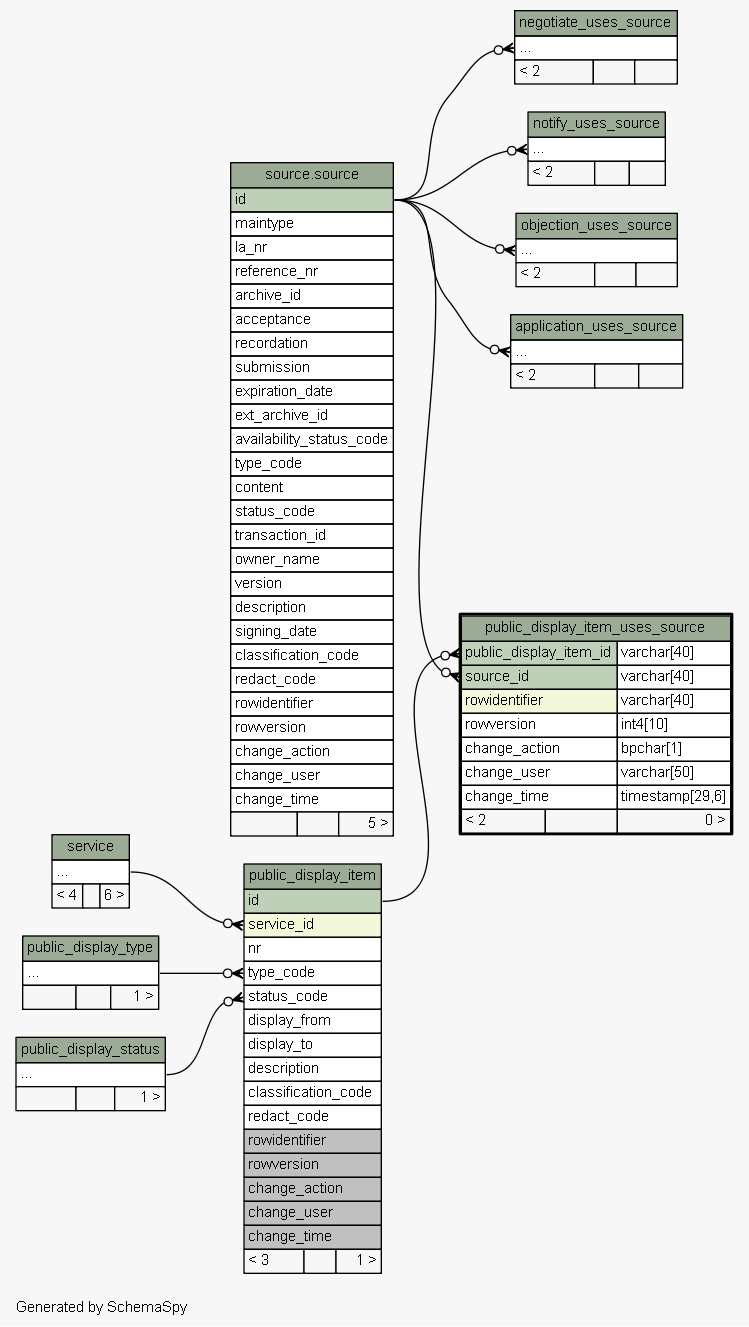 negotiate_uses_source
...
< 2
notify_uses_source
...
< 2
objection_uses_source
...
< 2
application_uses_source
...
< 2
source.source
id
maintype
la_nr
reference_nr
archive_id
acceptance
recordation
submission
expiration_date
ext_archive_id
availability_status_code
type_code
content
status_code
transaction_id
owner_name
version
description
signing_date
classification_code
redact_code
rowidentifier
rowversion
change_action
change_user
change_time
5 >
public_display_item_uses_source
public_display_item_id varchar[40]
source_id varchar[40]
rowidentifier varchar[40]
rowversion int4[10]
change_action bpchar[1]
change_user varchar[50]
change_time timestamp[29,6]
< 2 0 >
service
...
< 4 6 >
public_display_type
...
1 >
public_display_status
...
1 >
public_display_item
id
service_id
nr
type_code
status_code
display_from
display_to
description
classification_code
redact_code
rowidentifier
rowversion
change_action
change_user
change_time
< 3 1 >
Generated by SchemaSpy